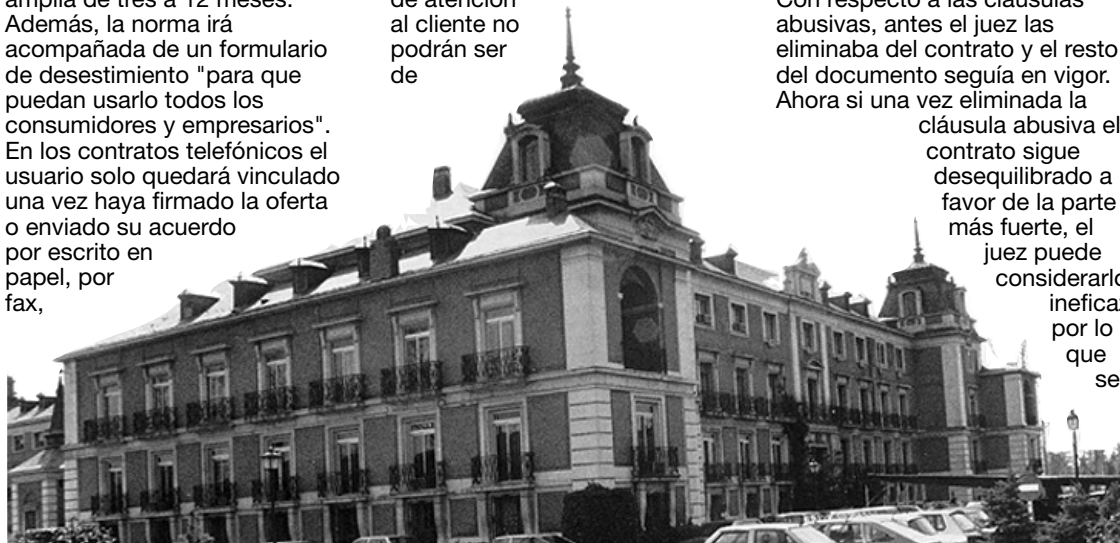 amplía de tres a 12 meses.
Además, la norma irá
acompañada de un formulario
de desestimiento "para que
puedan usarlo todos los
consumidores y empresarios".
En los contratos telefónicos el
usuario solo quedará vinculado
una vez haya firmado la oferta
o enviado su acuerdo
por escrito en
papel, por
fax,
de atención
al cliente no
podrán ser
de
Con respecto a las cláusulas
abusivas, antes el juez las
eliminaba del contrato y el resto
del documento seguía en vigor.
Ahora si una vez eliminada la
cláusula abusiva el
contrato sigue
desequilibrado a
favor de la parte
más fuerte, el
juez puede
considerarlo
inefica
por lo
que
se